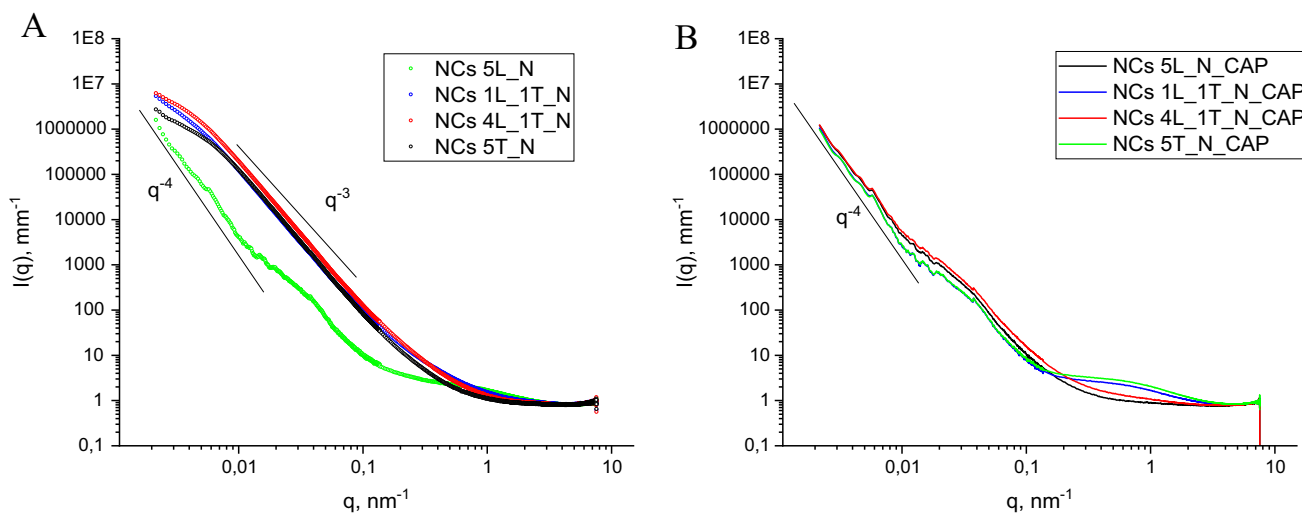 A
1E8
1E7
1000000
100000
10000
1000
100
10
1
0,1
I(q), mm-1
0,01
0,1
1
10
q, nm-1
NCs 5L_N
NCs 1L_1T_N
NCs 4L_1T_N
NCs 5T_N
q-4
q-3
B
1E8
1E7
1000000
100000
10000
1000
100
10
1
0,1
I(q), mm-1
0,01
0,1
1
10
q, nm-1
NCs 5L_N_CAP
NCs 1L_1T_N_CAP
NCs 4L_1T_N_CAP
NCs 5T_N_CAP
q-4